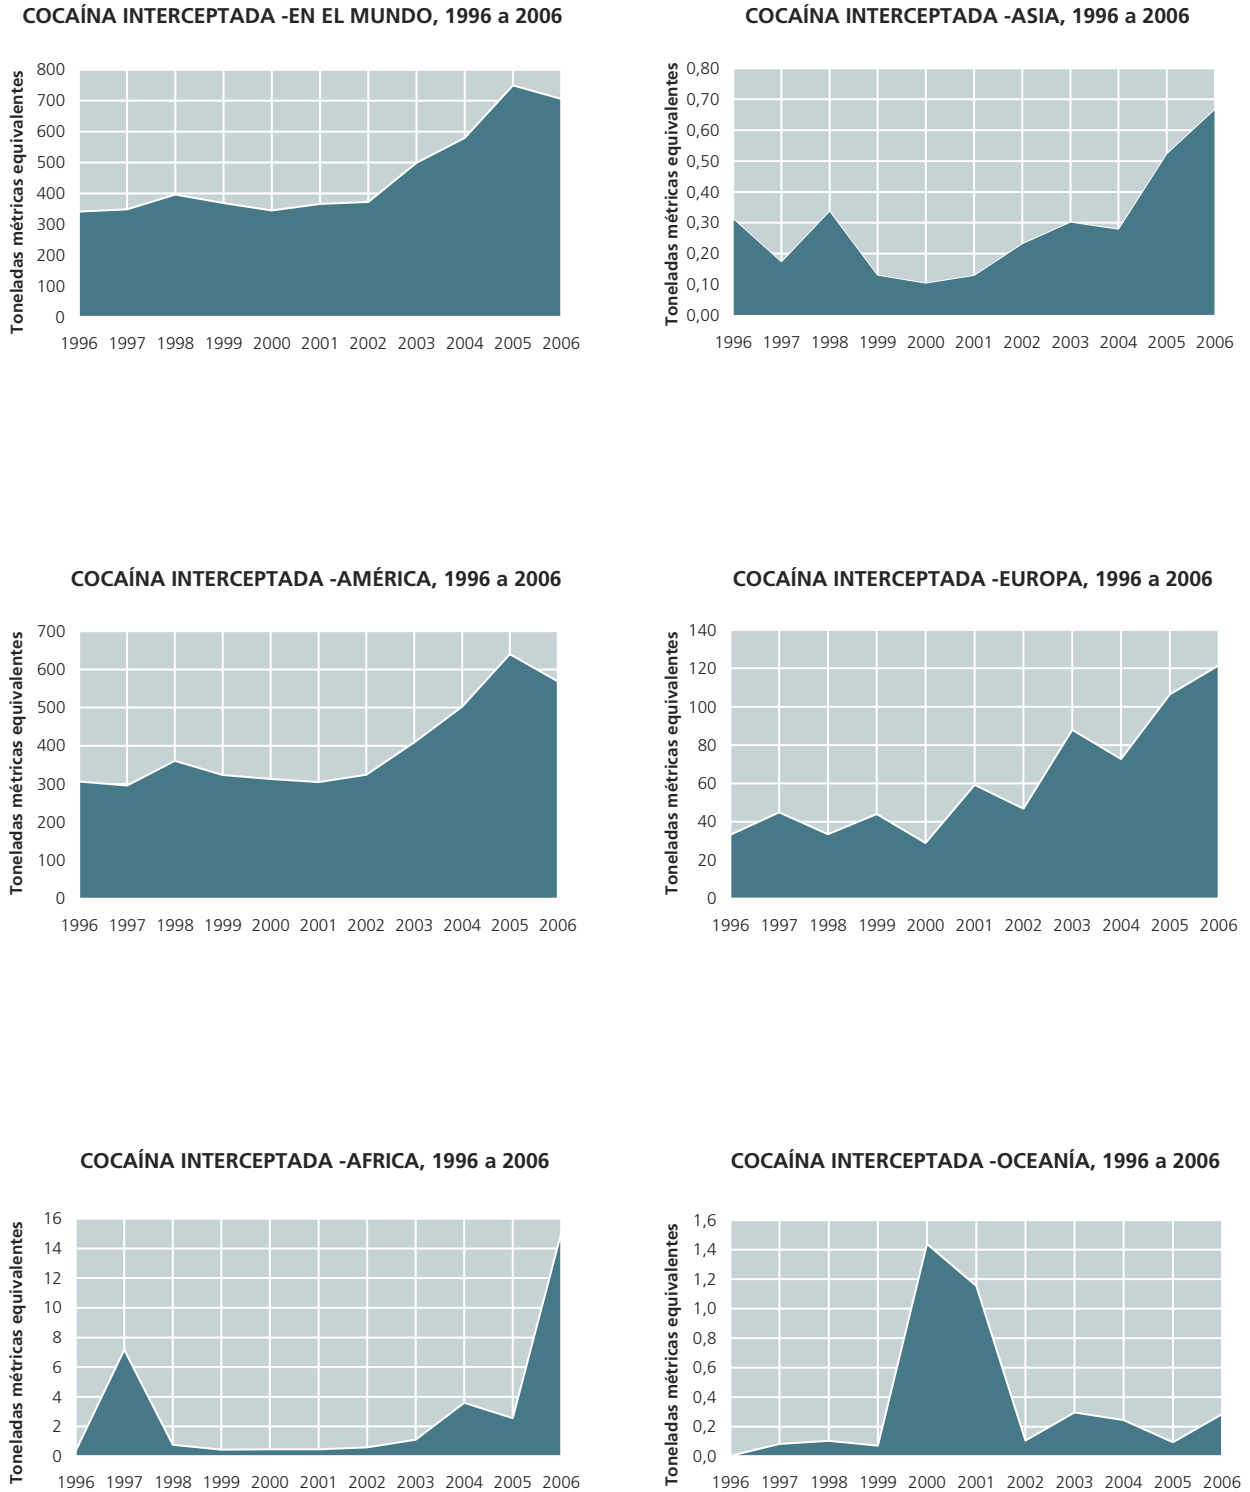 COCAÍNA INTERCEPTADA -EN EL MUNDO, 1996 a 2006
Toneladas métricas equivalentes
800
700
600
500
400
300
200
100
0
1996 1997 1998 1999 2000 2001 2002 2003 2004 2005 2006
COCAÍNA INTERCEPTADA -ASIA, 1996 a 2006
Toneladas métricas equivalentes
0,80
0,70
0,60
0,50
0,40
0,30
0,20
0,10
0,00
1996 1997 1998 1999 2000 2001 2002 2003 2004 2005 2006
COCAÍNA INTERCEPTADA -AMÉRICA, 1996 a 2006
Toneladas métricas equivalentes
700
600
500
400
300
200
100
0
1996 1997 1998 1999 2000 2001 2002 2003 2004 2005 2006
COCAÍNA INTERCEPTADA -EUROPA, 1996 a 2006
Toneladas métricas equivalentes
140
120
100
80
60
40
20
0
1996 1997 1998 1999 2000 2001 2002 2003 2004 2005 2006
COCAÍNA INTERCEPTADA -AFRICA, 1996 a 2006
Toneladas métricas equivalentes
16
14
12
10
8
6
4
2
0
1996 1997 1998 1999 2000 2001 2002 2003 2004 2005 2006
COCAÍNA INTERCEPTADA -OCEANÍA, 1996 a 2006
Toneladas métricas equivalentes
1,6
1,4
1,2
1,0
0,8
0,6
0,4
0,2
0,0
1996 1997 1998 1999 2000 2001 2002 2003 2004 2005 2006